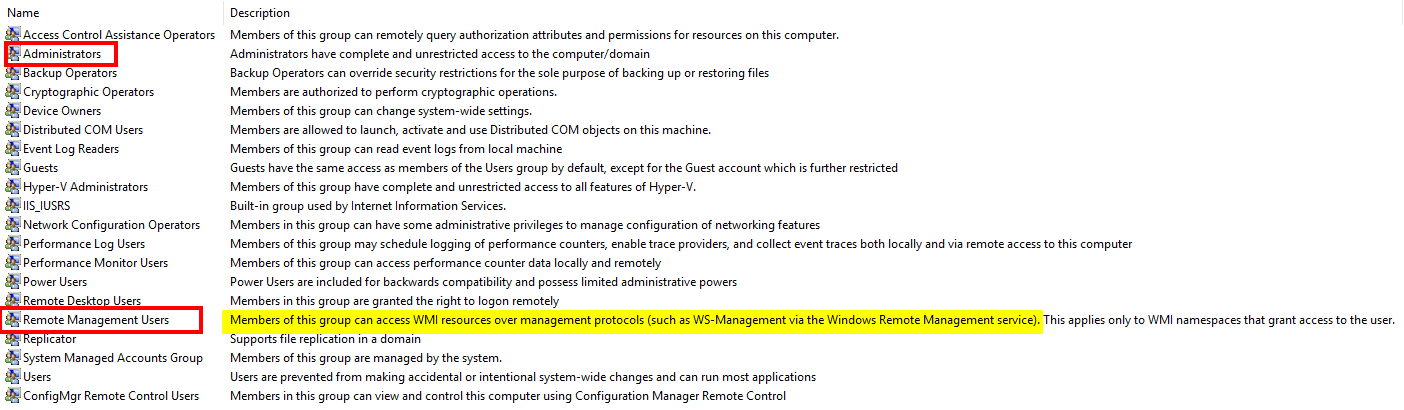 Name Description
Access Control Assistance Operators Members of this group can remotely query authorization attributes and permissions for resources on this computer.
Administrators Administrators have complete and unrestricted access to the computer/domain
Backup Operators Backup Operators can override security restrictions for the sole purpose of backing up or restoring files
Cryptographic Operators Members are authorized to perform cryptographic operations.
Device Owners Members of this group can change system-wide settings.
Distributed COM Users Members are allowed to launch, activate and use Distributed COM objects on this machine.
Event Log Readers Members of this group can read event logs from local machine
Guests Guests have the same access as members of the Users group by default, except for the Guest account which is further restricted
Hyper-V Administrators Members of this group have complete and unrestricted access to all features of Hyper-V.
IIS_IUSRS Built-in group used by Internet Information Services.
Network Configuration Operators Members in this group can have some administrative privileges to manage configuration of networking features
Performance Log Users Members of this group may schedule logging of performance counters, enable trace providers, and collect event traces both locally and via remote access to this computer
Performance Monitor Users Members of this group can access performance counter data locally and remotely
Power Users Power Users are included for backwards compatibility and possess limited administrative powers
Remote Desktop Users Members in this group are granted the right to logon remotely
Remote Management Users Members of this group can access WMI resources over management protocols (such as WS-Management via the Windows Remote Management service). This applies only to WMI namespaces that grant access to the user.
Replicator Supports file replication in a domain
System Managed Accounts Group Members of this group are managed by the system.
Users Users are prevented from making accidental or intentional system-wide changes and can run most applications
ConfigMgr Remote Control Users Members in this group can view and control this computer using Configuration Manager Remote Control